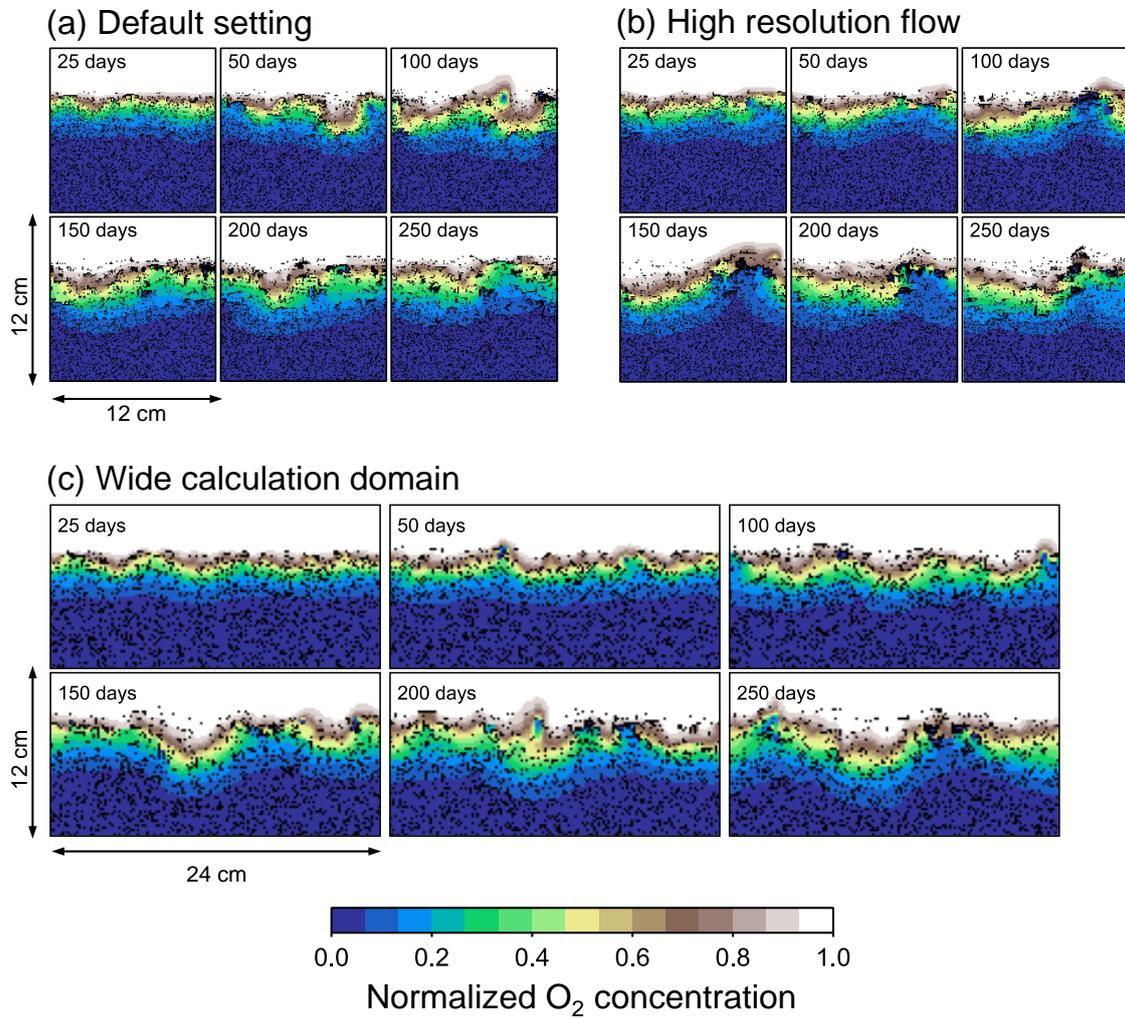 (a) Default setting
(b) High resolution flow
25 days
50 days
100 days
25 days
50 days
100 days
150 days
200 days
250 days
150 days
200 days
250 days
12 cm
12 cm
(c) Wide calculation domain
25 days
50 days
100 days
150 days
200 days
250 days
12 cm
24 cm
0.0 0.2 0.4 0.6 0.8 1.0
Normalized O₂ concentration